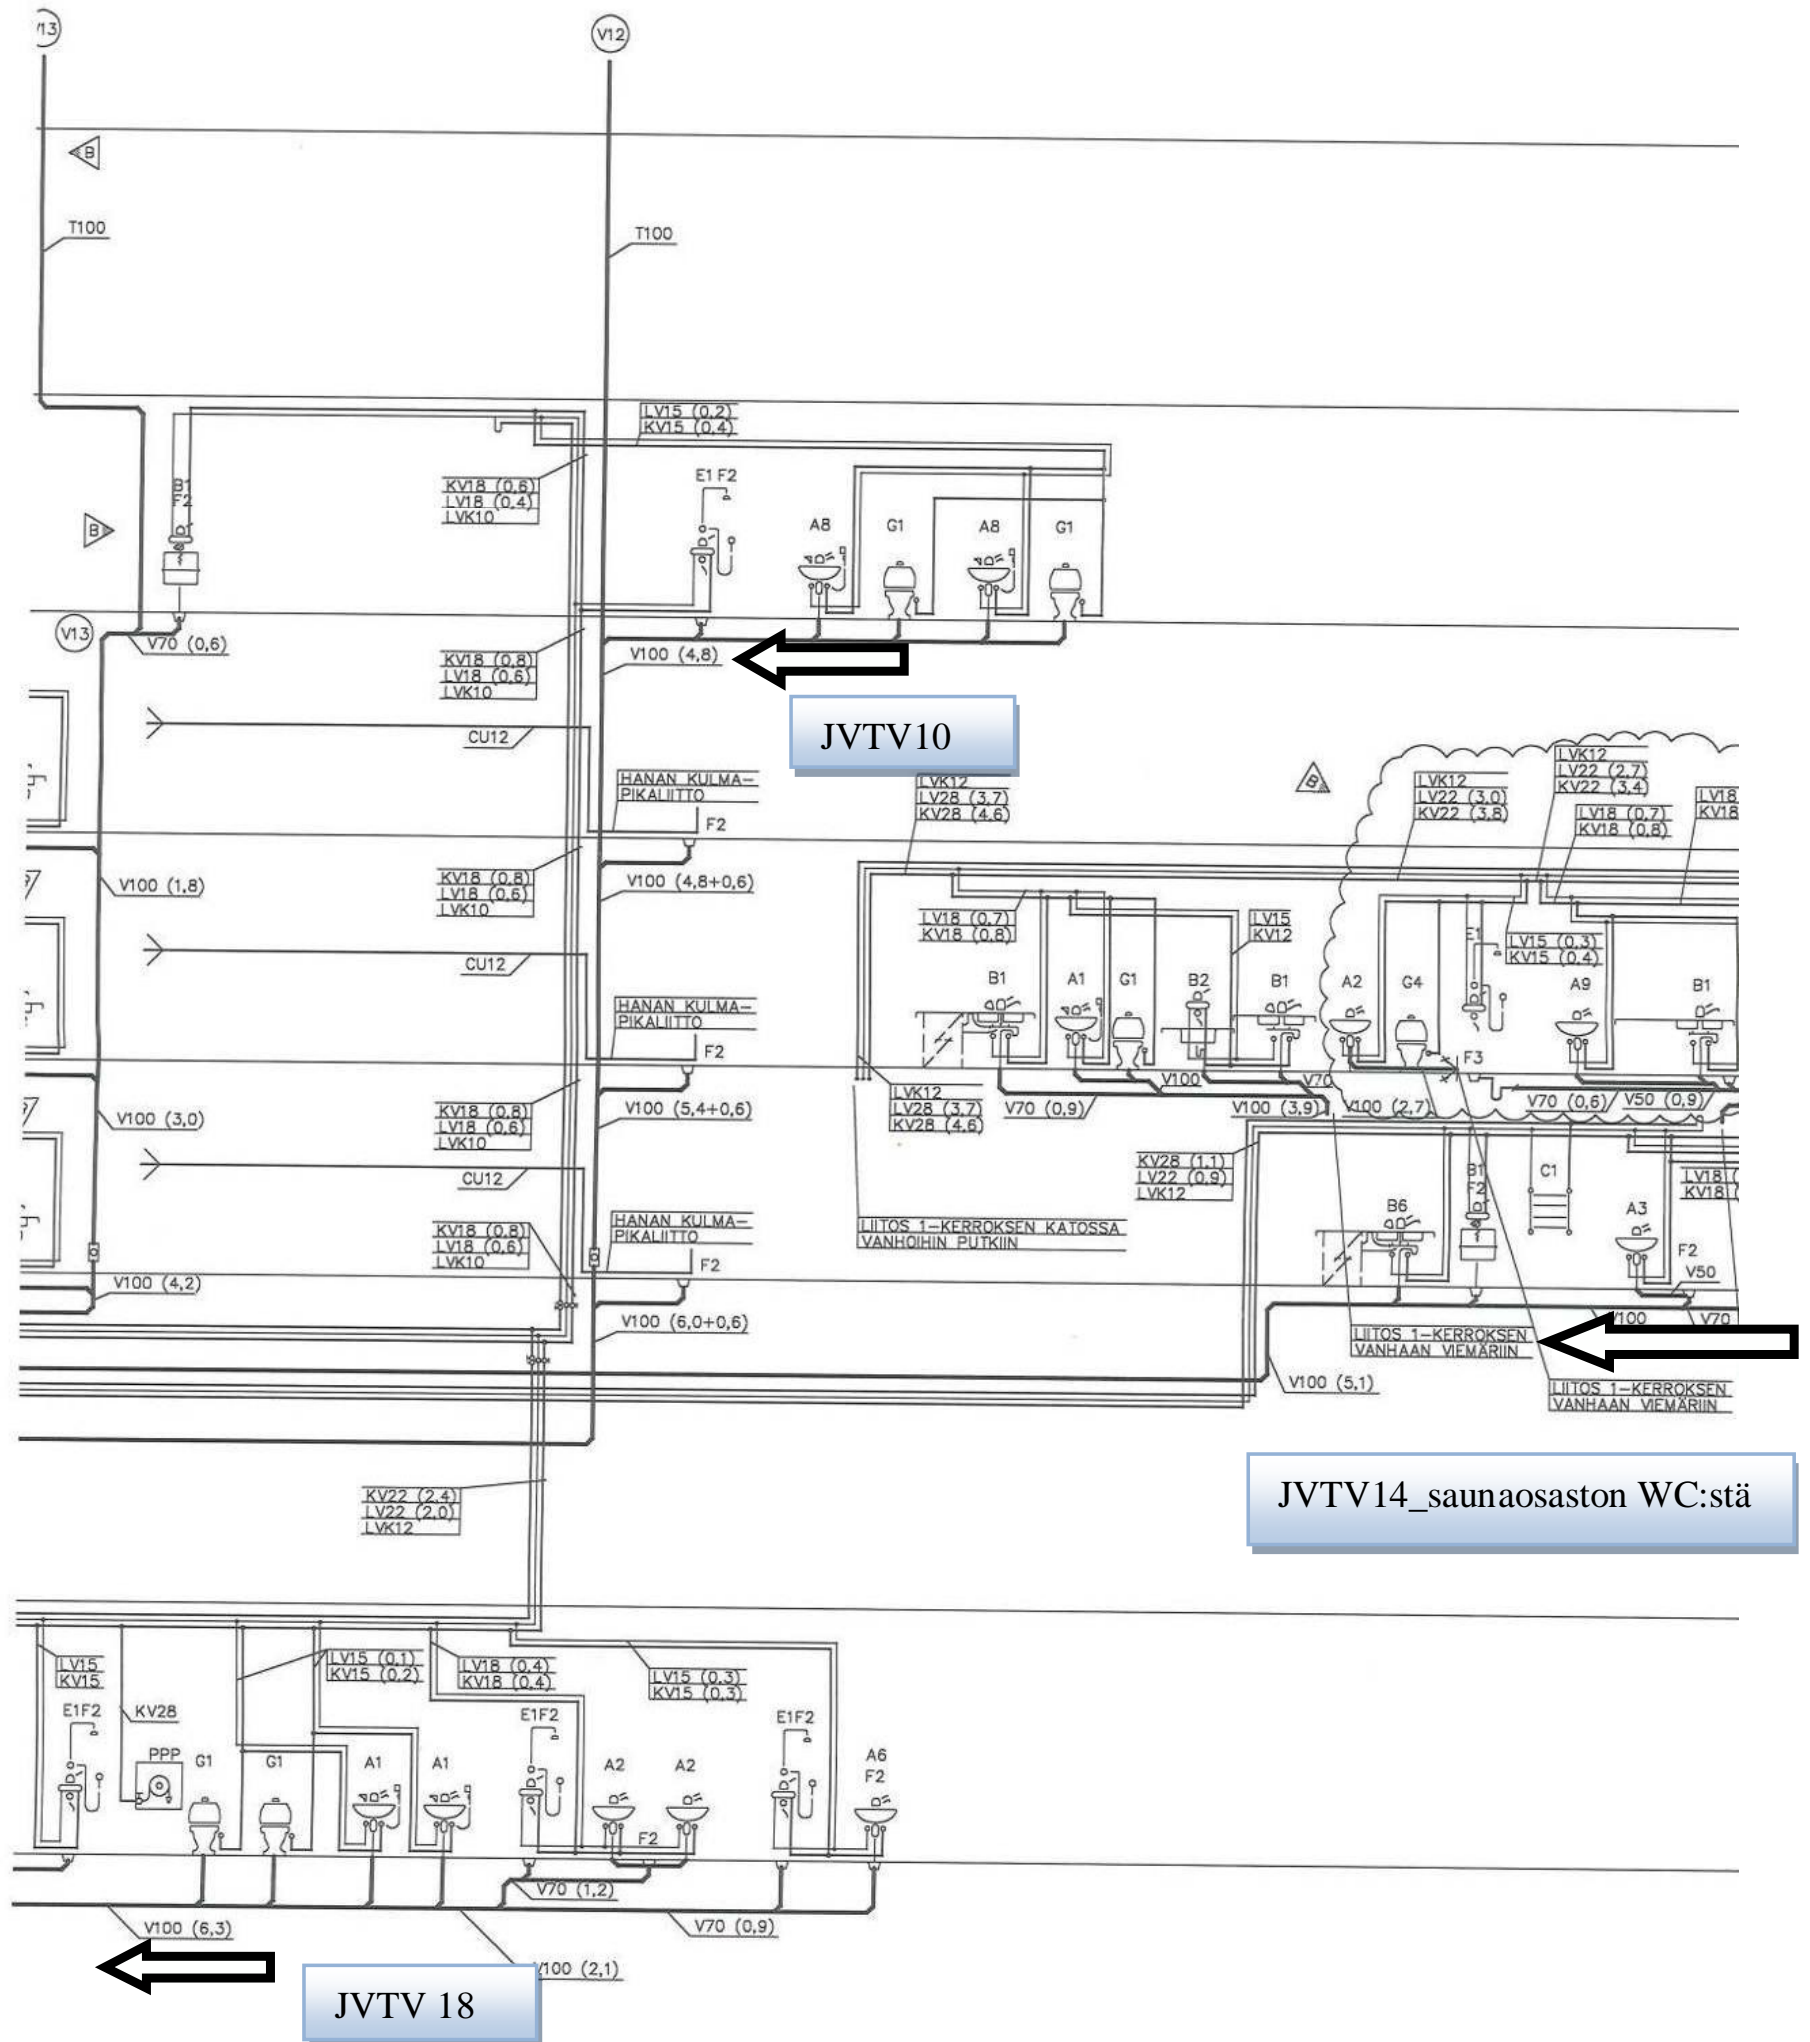 V12
B
T100
T100
LV15 (0,2)
KV15 (0,4)
KV18 (0,6)
LV18 (0,4)
LVK10
B1
F2
B
E1 F2
A8
G1
A8
G1
V13
V70 (0,6)
KV18 (0,8)
LV18 (0,6)
LVK10
V100 (4,8)
JVTV10
CU12
HANAN KULMA-
PIKALIITTO
F2
LVK12
LV28 (3,7)
KV28 (4,6)
B
LVK12
LV22 (3,0)
KV22 (3,8)
LVK12
LV22 (2,7)
KV22 (3,4)
LV18 (0,7)
KV18 (0,8)
LV18
KV18
V100 (1,8)
KV18 (0,8)
LV18 (0,6)
LVK10
V100 (4,8+0,6)
LV18 (0,7)
KV18 (0,8)
LV15
KV12
LV15 (0,3)
KV15 (0,4)
CU12
HANAN KULMA-
PIKALIITTO
F2
B1
A1
G1
B2
B1
A2
G4
E1
A9
B1
F3
V100 (3,0)
KV18 (0,8)
LV18 (0,6)
LVK10
V100 (5,4+0,6)
LVK12
LV28 (3,7)
KV28 (4,6)
V70 (0,9)
V100
V70
V100 (3,9)
V100 (2,7)
V70 (0,6)
V50 (0,9)
CU12
HANAN KULMA-
PIKALIITTO
F2
KV28 (1,1)
LV22 (0,9)
LVK12
LIITOS 1-KERROKSEN KATOSSA
VANHOIHIN PUTKIIN
B6
B1
F2
C1
A3
F2
LV18
KV18
V50
KV18 (0,8)
LV18 (0,6)
LVK10
V100 (4,2)
V100 (6,0+0,6)
V100
V70
LIITOS 1-KERROKSEN
VANHAAN VIEMÄRIIN
V100 (5,1)
LIITOS 1-KERROKSEN
VANHAAN VIEMÄRIIN
JVTV14_saunaosaston WC:stä
KV22 (2,4)
LV22 (2,0)
LVK12
LV15
KV15
LV15 (0,1)
KV15 (0,2)
LV18 (0,4)
KV18 (0,4)
LV15 (0,3)
KV15 (0,3)
E1F2
KV28
PPP
G1
G1
A1
A1
E1F2
A2
A2
F2
E1F2
A6
F2
V70 (1,2)
V100 (6,3)
V70 (0,9)
V100 (2,1)
JVTV 18